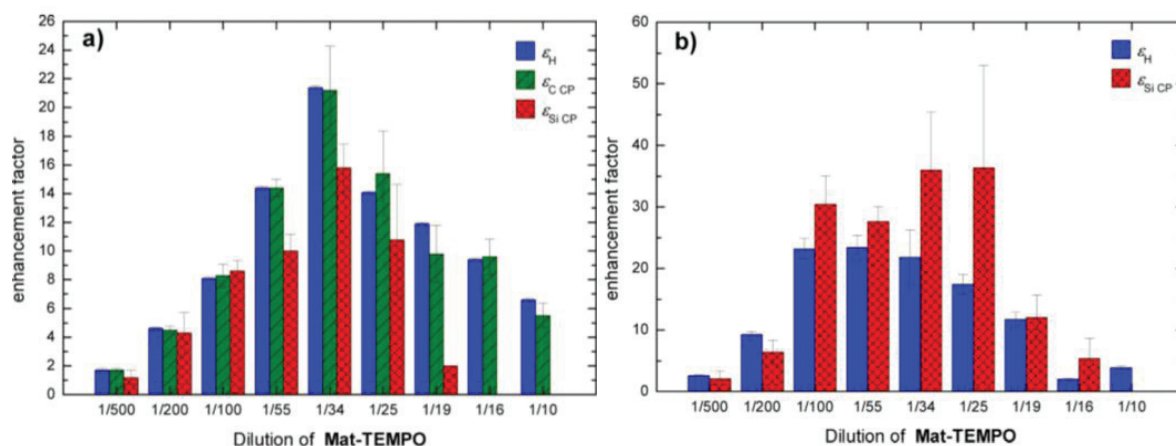 a)
εH
εC CP
εSi CP
enhancement factor
26
24
22
20
18
16
14
12
10
8
6
4
2
0
1/500 1/200 1/100 1/55 1/34 1/25 1/19 1/16 1/10
Dilution of Mat-TEMPO
b)
εH
εSi CP
enhancement factor
60
50
40
30
20
10
0
1/500 1/200 1/100 1/55 1/34 1/25 1/19 1/16 1/10
Dilution of Mat-TEMPO